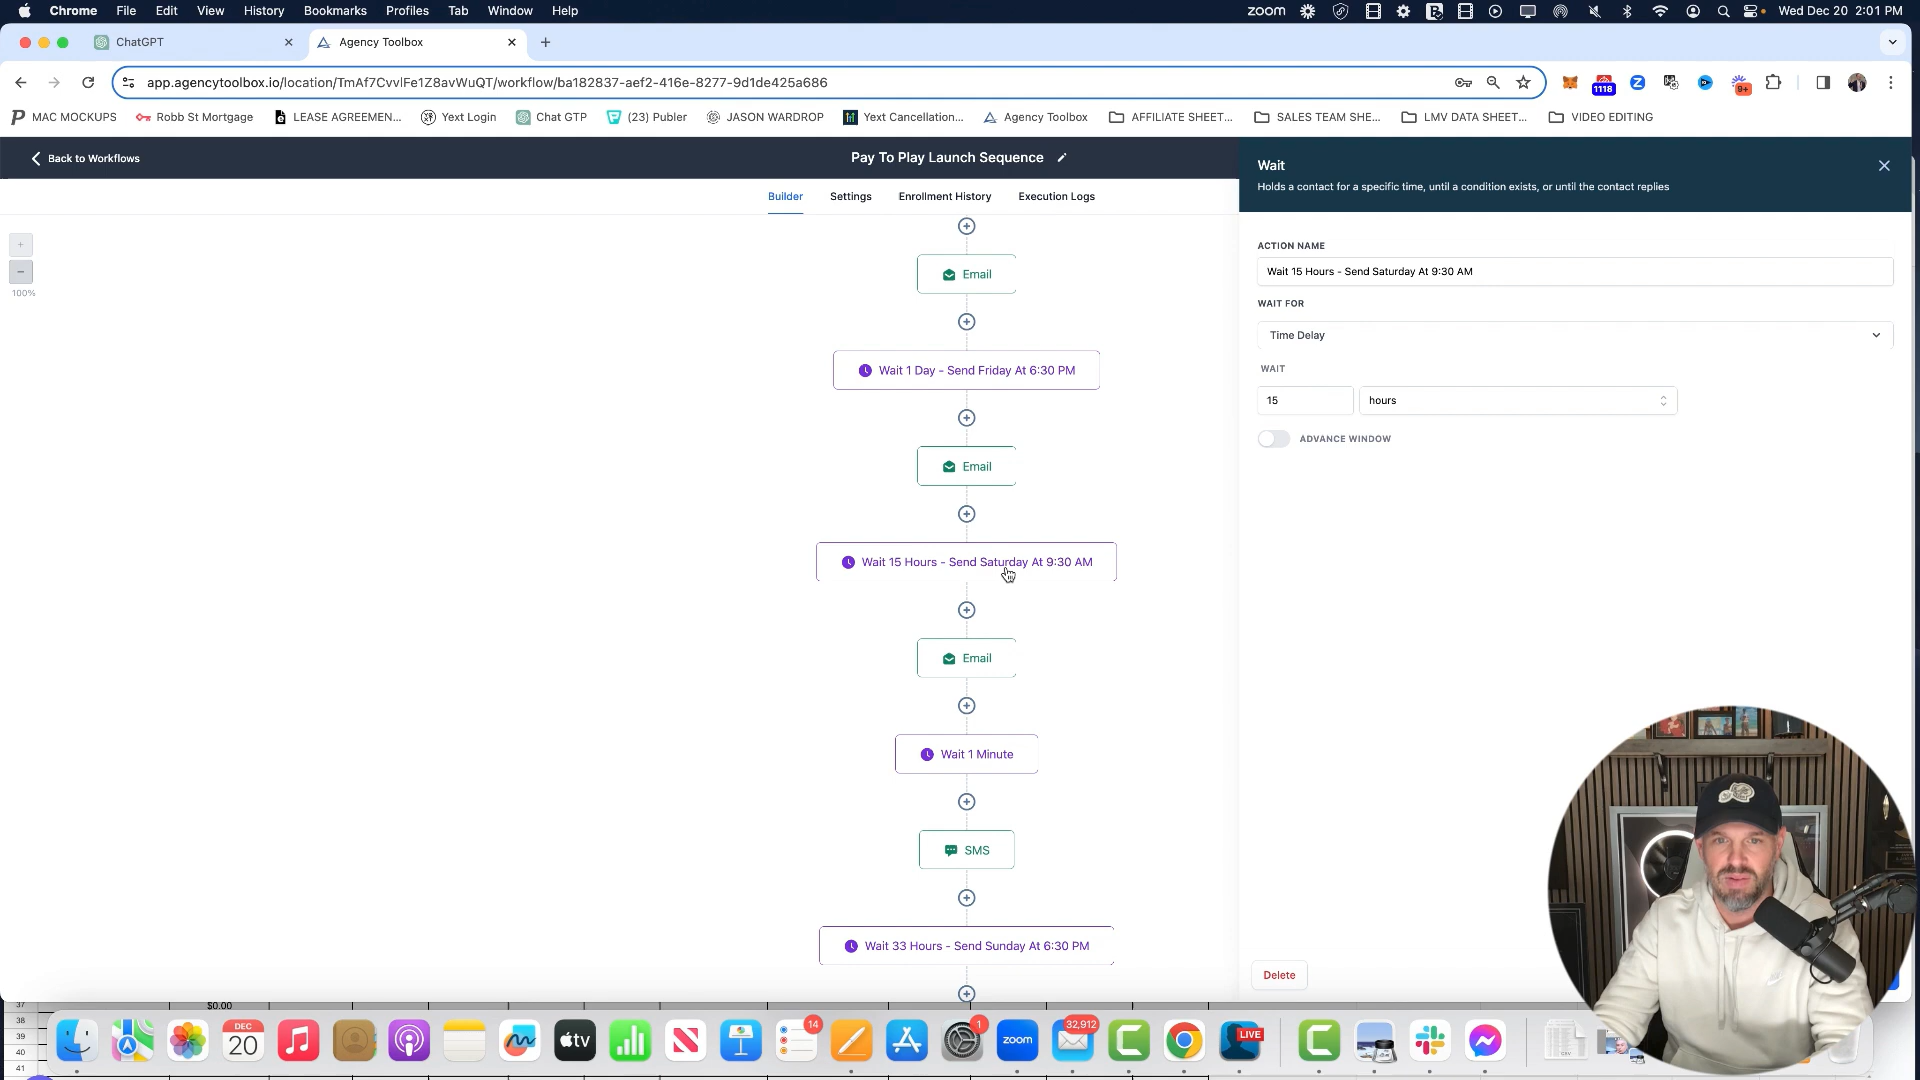 Chrome File Edit View History Bookmarks Profiles Tab Window Help zoom Wed Dec 20 2:01 PM
ChatGPT Agency Toolbox
app.agencytoolbox.io/location/TmAf7CvvlFe1Z8avWuQT/workflow/ba182837-aef2-416e-8277-9d1de425a686 1118 9+
MAC MOCKUPS Robb St Mortgage LEASE AGREEMEN... Yext Login Chat GTP (23) Publer JASON WARDROP Yext Cancellation... Agency Toolbox AFFILIATE SHEET... SALES TEAM SHE... LMV DATA SHEET... VIDEO EDITING
Back to Workflows
Pay To Play Launch Sequence
Builder Settings Enrollment History Execution Logs
100%
Email
Wait 1 Day - Send Friday At 6:30 PM
Email
Wait 15 Hours - Send Saturday At 9:30 AM
Email
Wait 1 Minute
SMS
Wait 33 Hours - Send Sunday At 6:30 PM
Wait
Holds a contact for a specific time, until a condition exists, or until the contact replies
ACTION NAME
Wait 15 Hours - Send Saturday At 9:30 AM
WAIT FOR
Time Delay
WAIT
15 hours
ADVANCE WINDOW
Delete
37 $0.00
38
39
40
41
DEC
20
tv
14
1
zoom
32,912
LIVE